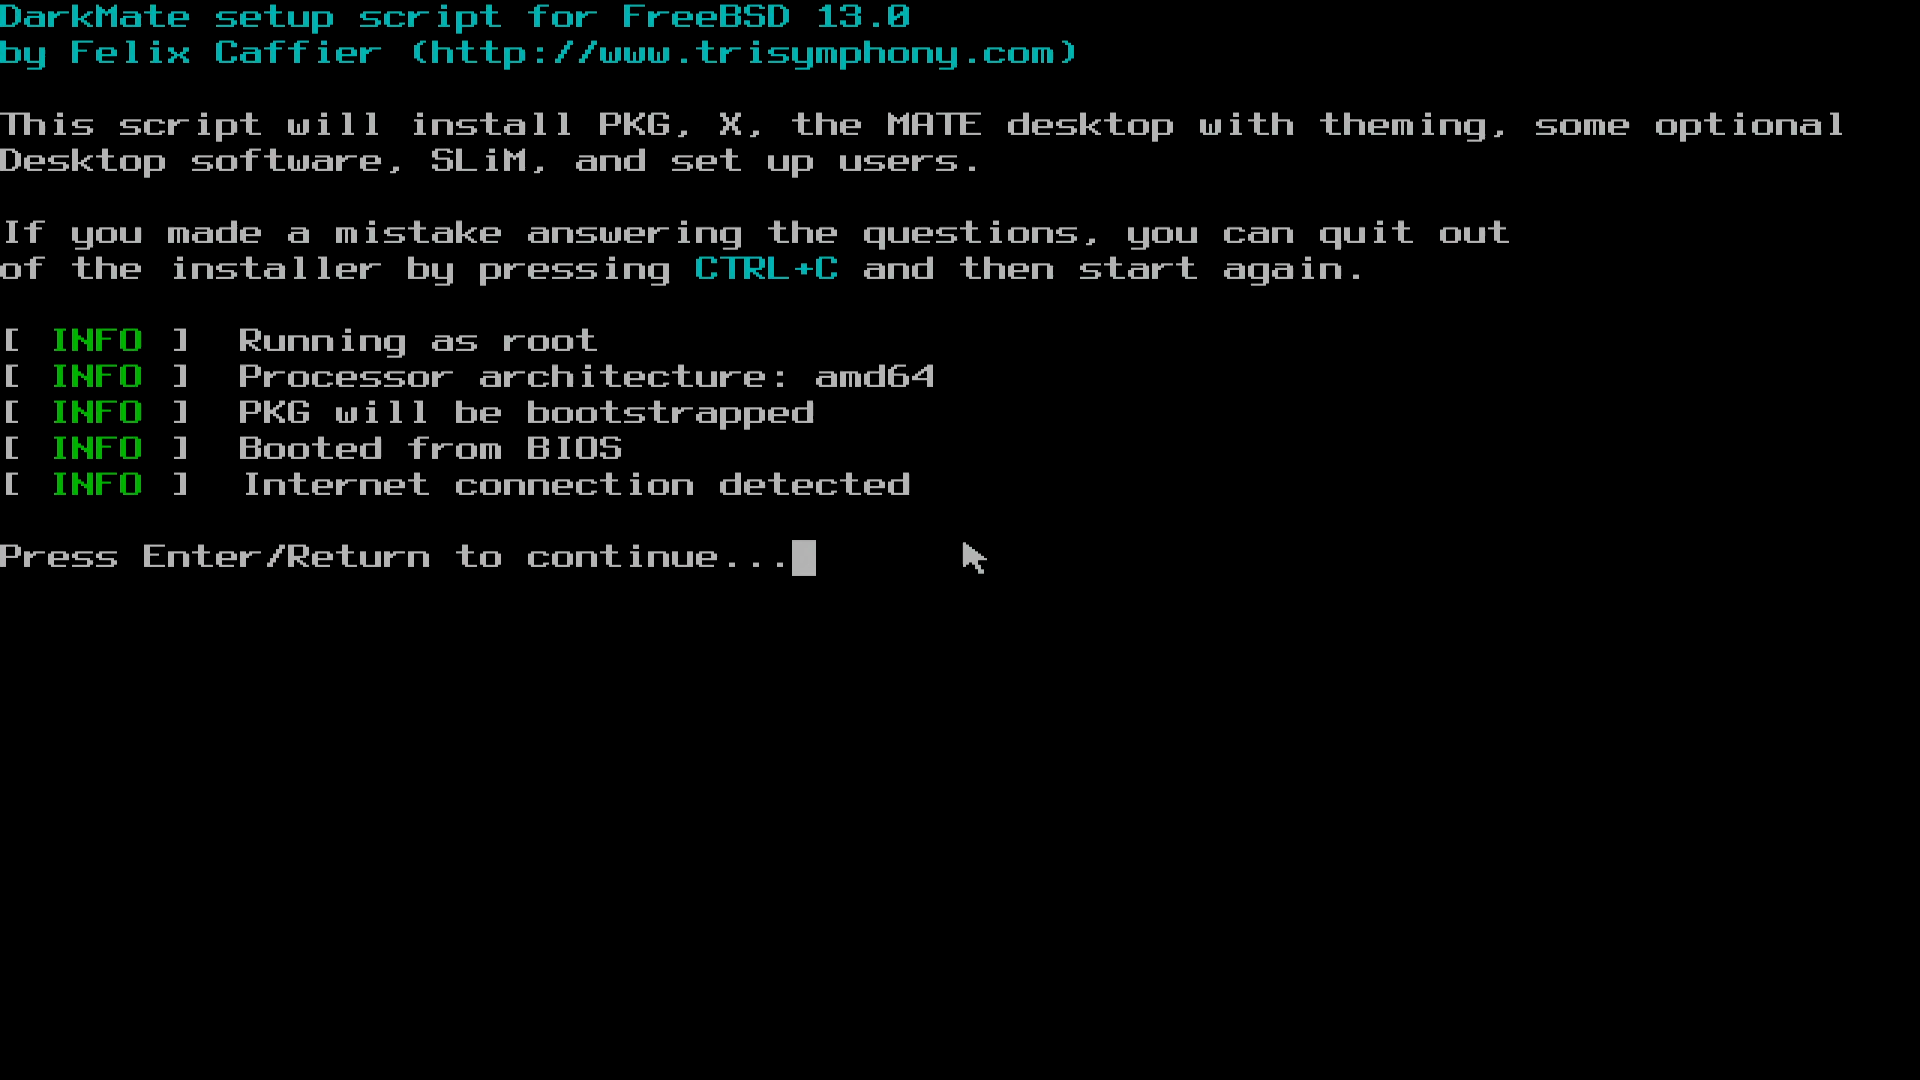 DarkMate setup script for FreeBSD 13.0
by Felix Caffier (http://www.trisymphony.com)
This script will install PKG, X, the MATE desktop with theming, some optional
Desktop software, SLiM, and set up users.
If you made a mistake answering the questions, you can quit out
of the installer by pressing CTRL+C and then start again.
[ INFO ]  Running as root
[ INFO ]  Processor architecture: amd64
[ INFO ]  PKG will be bootstrapped
[ INFO ]  Booted from BIOS
[ INFO ]  Internet connection detected
Press Enter/Return to continue...